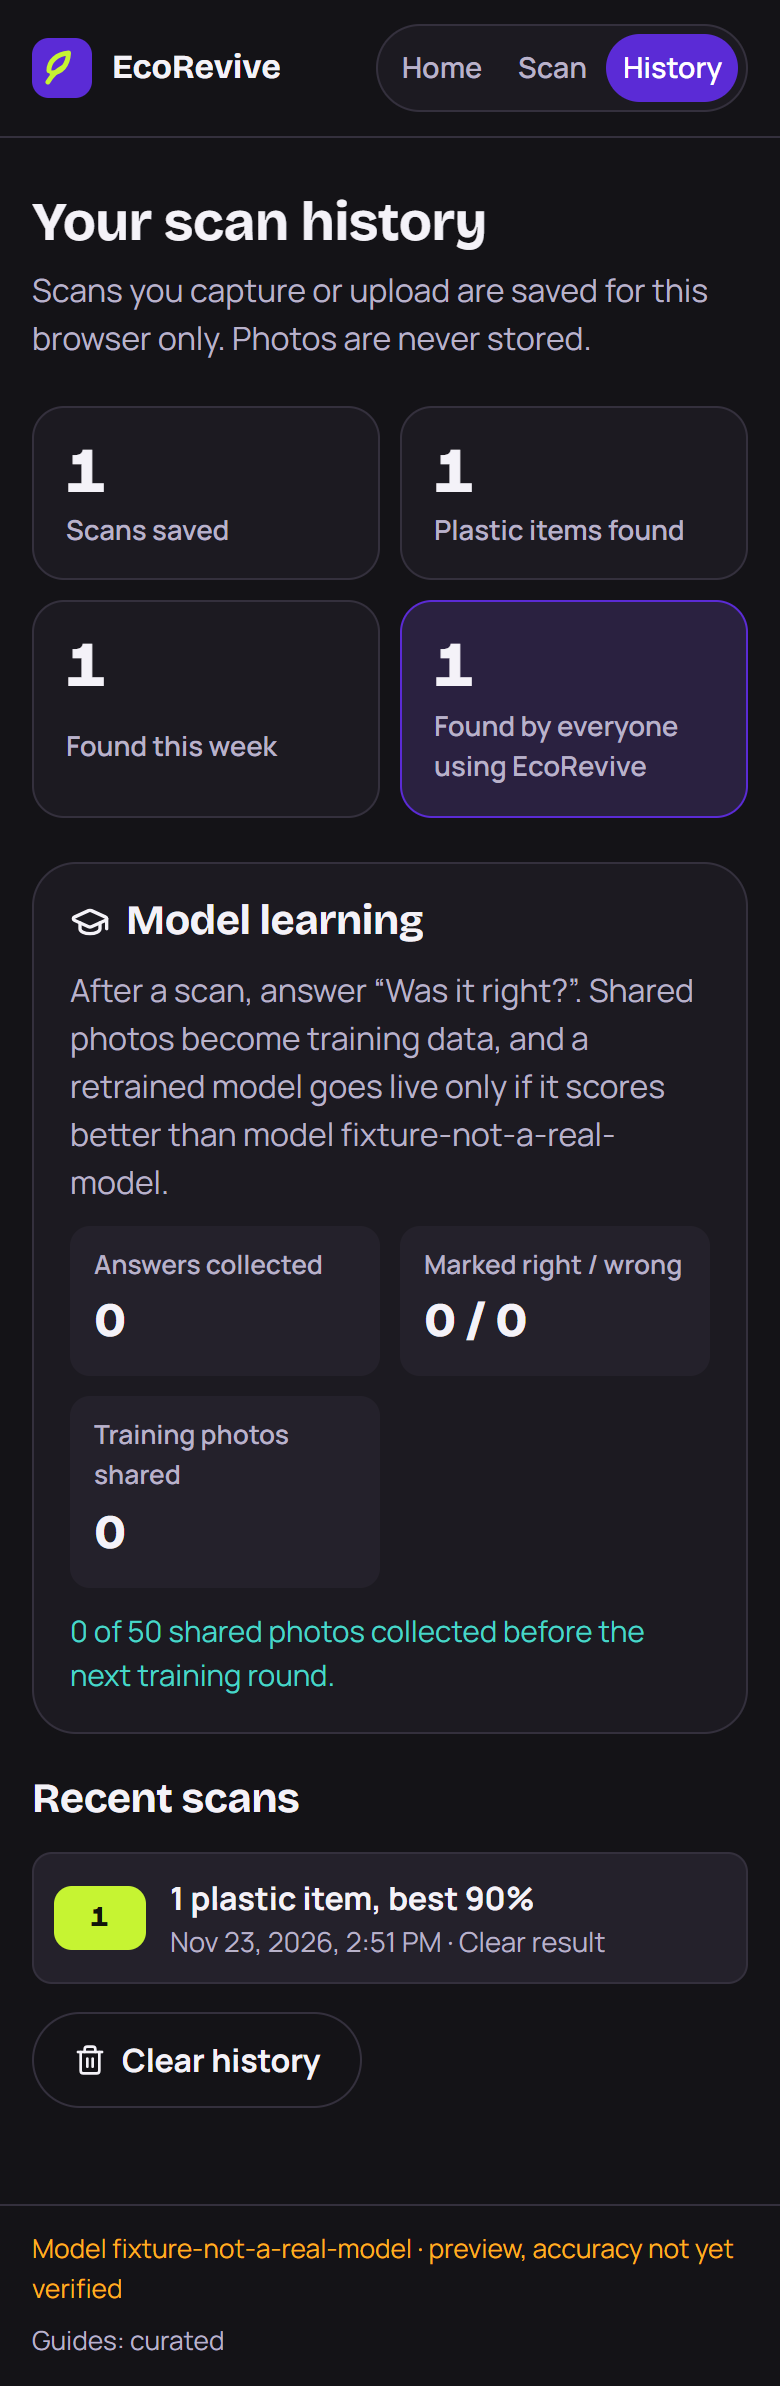 EcoRevive
Home
Scan
History
Your scan history
Scans you capture or upload are saved for this
browser only. Photos are never stored.
1
Scans saved
1
Plastic items found
1
Found this week
1
Found by everyone
using EcoRevive
Model learning
After a scan, answer “Was it right?”. Shared
photos become training data, and a
retrained model goes live only if it scores
better than model fixture-not-a-real-
model.
Answers collected
0
Marked right / wrong
0 / 0
Training photos
shared
0
0 of 50 shared photos collected before the
next training round.
Recent scans
1
1 plastic item, best 90%
Nov 23, 2026, 2:51 PM · Clear result
Clear history
Model fixture-not-a-real-model · preview, accuracy not yet
verified
Guides: curated